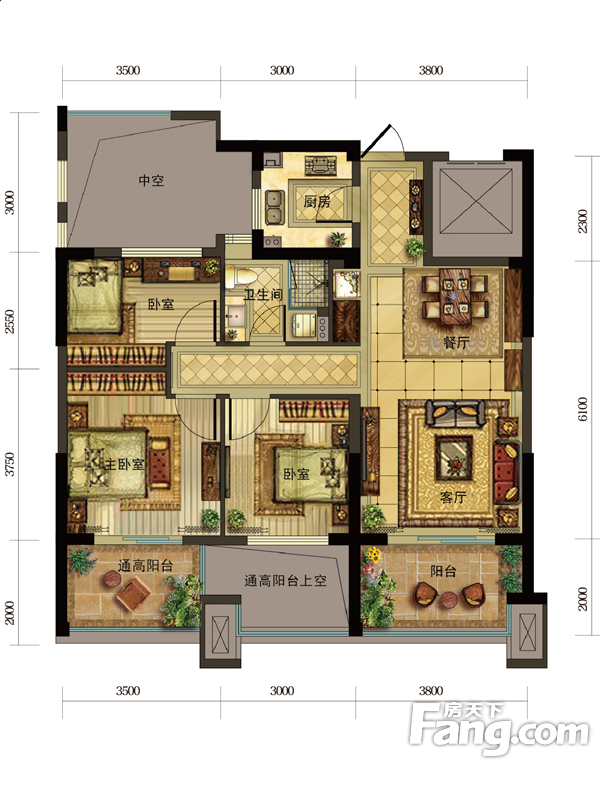 3500 3000 3800
3000
2550
3750
2000
2300
6100
2000
中空
厨房
卧室
卫生间
餐厅
主卧室
卧室
客厅
通高阳台
通高阳台上空
阳台
3500 3000 3800
房天下
Fang.com